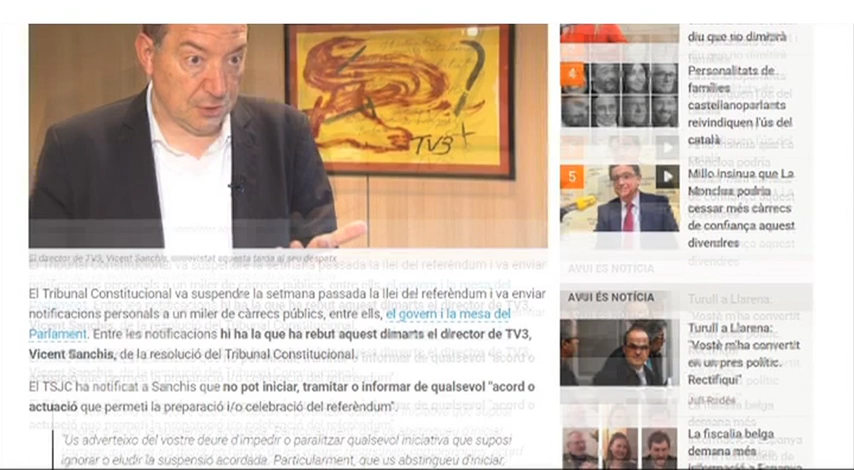 TV3
El director de TV3, Vicent Sanchis, entrevistat aquesta tarda al seu despatx
El Tribunal Constitucional va suspendre la setmana passada la llei del referèndum i va enviar
notificacions personals a un miler de càrrecs públics, entre ells, el govern i la mesa del
Parlament. Entre les notificacions hi ha la que ha rebut aquest dimarts el director de TV3,
Vicent Sanchis, de la resolució del Tribunal Constitucional.
El TSJC ha notificat a Sanchis que no pot iniciar, tramitar o informar de qualsevol "acord o
actuació que permeti la preparació i/o celebració del referèndum".
"Us adverteixo del vostre deure d'impedir o paralitzar qualsevol iniciativa que suposi
ignorar o eludir la suspensió acordada. Particularment, que us abstingueu d'iniciar,
diu que no dimitirà
4
Personalitats de
famílies
castellanoparlants
reivindiquen l'ús del
català
5
Millo insinua que La
Moncloa podria
cessar més càrrecs
de confiança aquest
divendres
AVUI ÉS NOTÍCIA
AVUI ÉS NOTÍCIA
Turull a Llarena:
"Vostè m'ha convertit
en un pres polític.
Rectifiqui"
La fiscalia belga
demana més
informació a Espanya